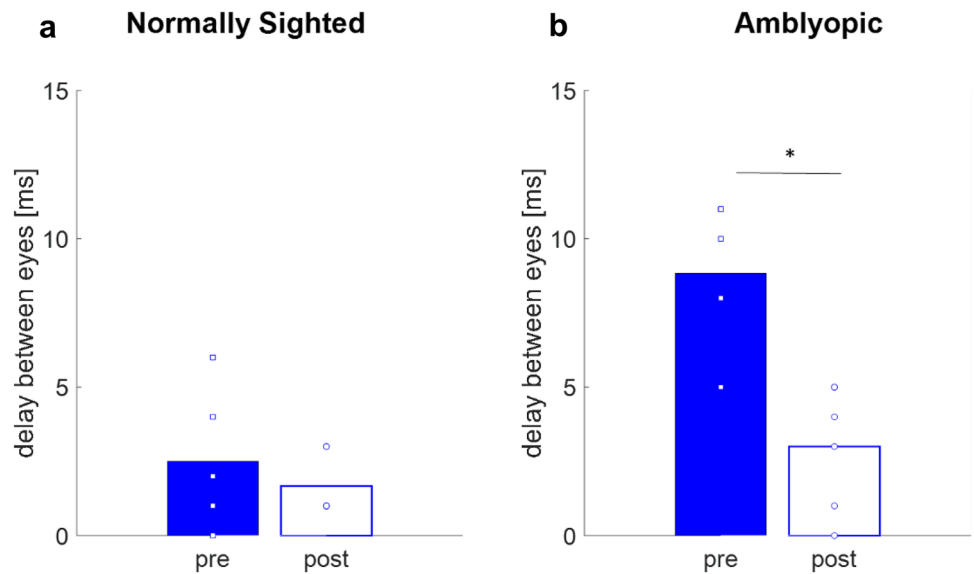 a Normally Sighted
15
10
5
0
delay between eyes [ms]
pre post
b Amblyopic
15
10
5
0
delay between eyes [ms]
*
pre post